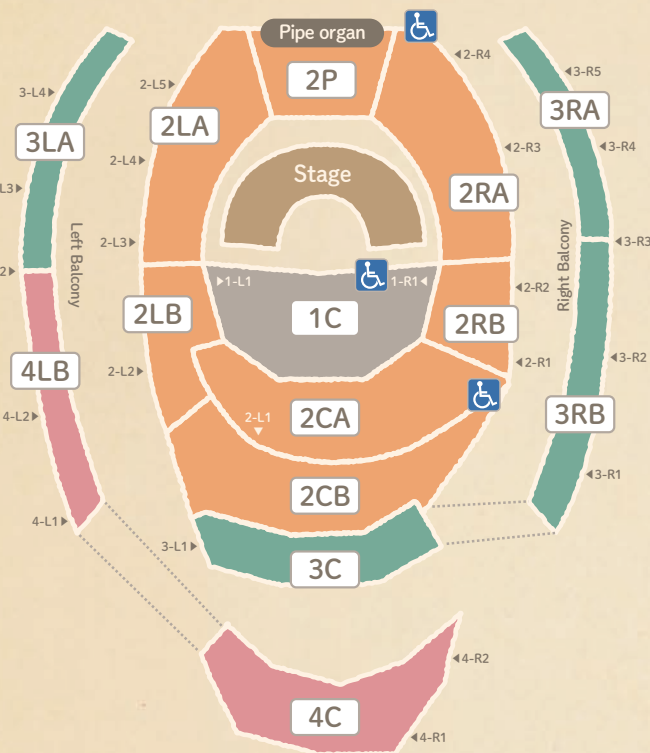 Pipe organ
2P
2-R4
3-R5
2-L5
3-L4
3RA
2LA
3LA
3-R4
2-R3
2-L4
Stage
L3
2RA
Left Balcony
Right Balcony
2-L3
3-R3
2
1-L1
1-R1
2-R2
2LB
1C
2RB
3-R2
2-R1
4LB
2-L2
4-L2
2-L1
2CA
3RB
3-R1
2CB
4-L1
3-L1
3C
4-R2
4C
4-R1